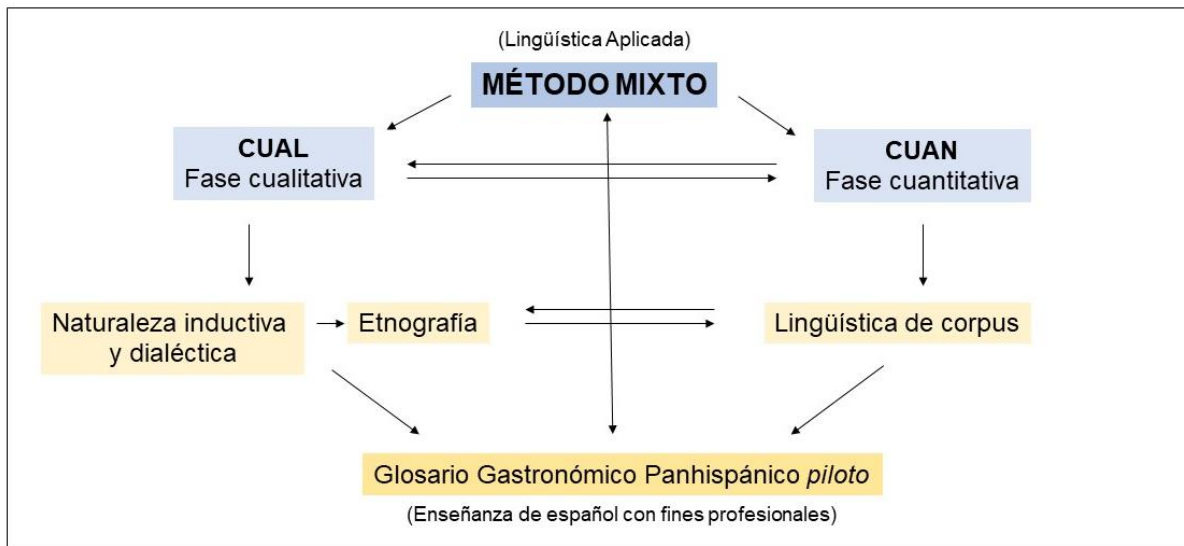 (Lingüística Aplicada)
MÉTODO MIXTO
CUAL
Fase cualitativa
CUAN
Fase cuantitativa
Naturaleza inductiva
y dialéctica
Etnografía
Lingüística de corpus
Glosario Gastronómico Panhispánico piloto
(Enseñanza de español con fines profesionales)